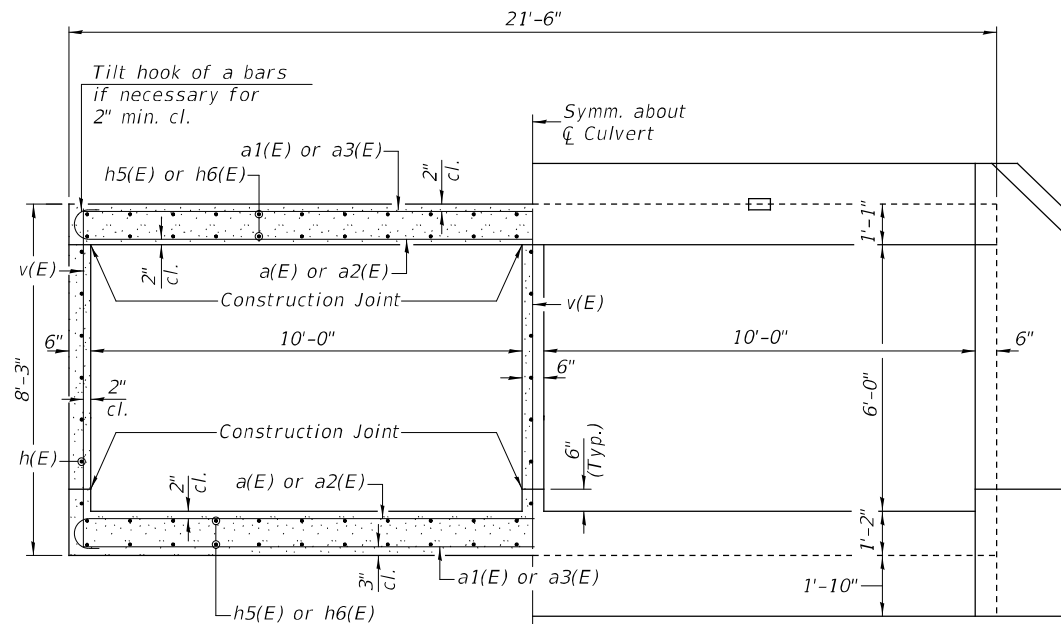 21'-6"
Tilt hook of a bars
if necessary for
2" min. cl.
Symm. about
℄ Culvert
a1(E) or a3(E)
h5(E) or h6(E)
2"
cl.
1'-1"
v(E)
2"
cl.
a(E) or a2(E)
Construction Joint
v(E)
6"
10'-0"
10'-0"
6"
8'-3"
2"
cl.
6"
6'-0"
Construction Joint
6"
(Typ.)
h(E)
2"
cl.
a(E) or a2(E)
1'-2"
3"
cl.
a1(E) or a3(E)
1'-10"
h5(E) or h6(E)